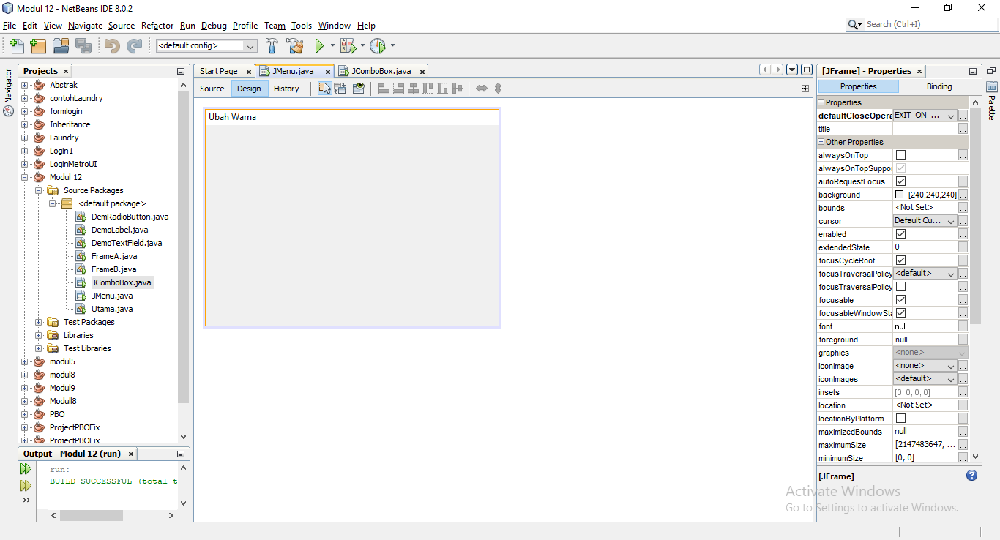 Modul 12 - NetBeans IDE 8.0.2
File Edit View Navigate Source Refactor Run Debug Profile Team Tools Window Help
Search (Ctrl+I)
<default config>
Navigator
Projects
Abstrak
contohLaundry
formlogin
Inheritance
Laundry
Login1
LoginMetroUI
Modul 12
Source Packages
<default package>
DemRadioButton.java
DemoLabel.java
DemoTextField.java
FrameA.java
FrameB.java
JComboBox.java
JMenu.java
Utama.java
Test Packages
Libraries
Test Libraries
modul5
modul8
Modul9
Modull8
PBO
ProjectPBOFix
ProjectPBOFix
Output - Modul 12 (run)
run:
BUILD SUCCESSFUL (total t
Start Page JMenu.java JComboBox.java
Source Design History
Ubah Warna
[JFrame] - Properties
Properties Binding
Properties
defaultCloseOpera EXIT_ON_... ...
title ...
Other Properties
alwaysOnTop ...
alwaysOnTopSuppor
autoRequestFocus ...
background [240,240,240] ...
bounds <Not Set> ...
cursor Default Cu... ...
enabled ...
extendedState 0 ...
focusCycleRoot ...
focusTraversalPolicy <default> ...
focusTraversalPolicy ...
focusable ...
focusableWindowSta ...
font null ...
foreground null ...
graphics <none>
iconImage <none> ...
iconImages <default> ...
insets [0, 0, 0, 0] ...
location <Not Set> ...
locationByPlatform ...
maximizedBounds null ...
maximumSize [2147483647, ... ...
minimumSize [0, 0] ...
[JFrame]
Palette
Activate Windows
Go to Settings to activate Windows.